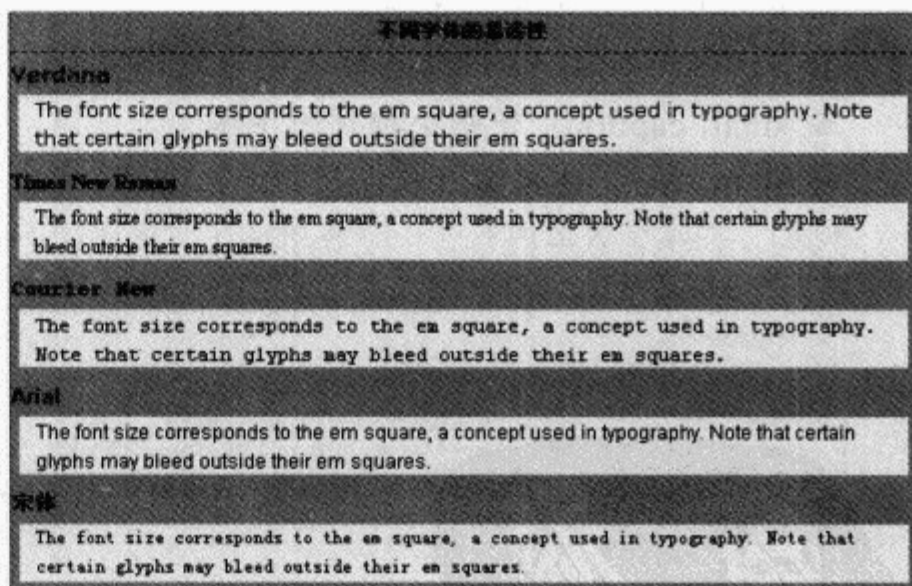 不同字体的易读性
Verdana
The font size corresponds to the em square, a concept used in typography. Note
that certain glyphs may bleed outside their em squares.
Times New Roman
The font size corresponds to the em square, a concept used in typography. Note that certain glyphs may
bleed outside their em squares.
Courier New
The font size corresponds to the em square, a concept used in typography.
Note that certain glyphs may bleed outside their em squares.
Arial
The font size corresponds to the em square, a concept used in typography. Note that certain
glyphs may bleed outside their em squares.
宋体
The font size corresponds to the em square, a concept used in typography. Note that
certain glyphs may bleed outside their em squares.